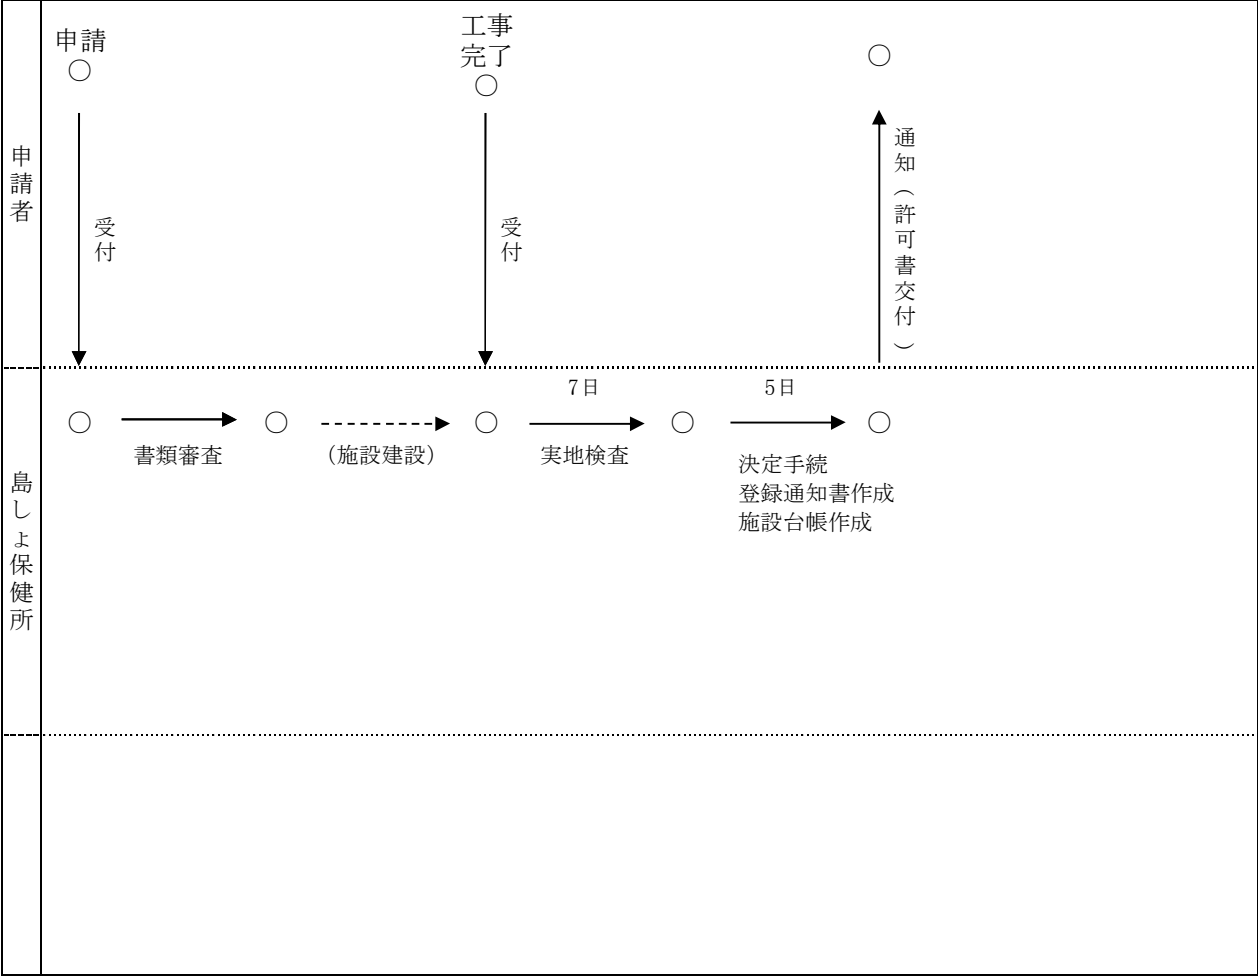 申請者
申請
○
受付
工事
完了
○
受付
○
通知（許可書交付）
島しょ保健所
○
書類審査
○
（施設建設）
○
7日
実地検査
○
5日
決定手続
登録通知書作成
施設台帳作成
○